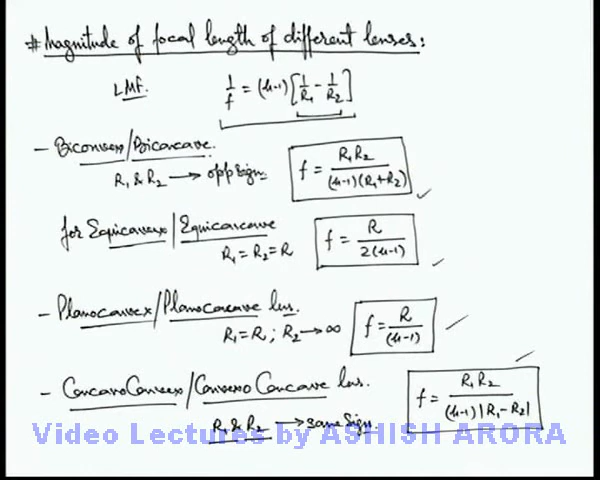 # Magnitude of focal length of different lenses:
LMF. 1/f = (μ-1)[1/R₁ - 1/R₂]
- Biconvex/Biconcave.
R₁ & R₂ → opp sign. f = R₁R₂/(μ-1)(R₁+R₂)
for Equiconvex/Equiconcave
R₁ = R₂ = R f = R/2(μ-1)
- Planoconvex/Planoconcave lens.
R₁ = R ; R₂ → ∞ f = R/(μ-1)
- ConcavoConvex/Convexo Concave lens.
R₁ & R₂ → same sign. f = R₁R₂/(μ-1)|R₁-R₂|
Video Lectures by ASHISH ARORA